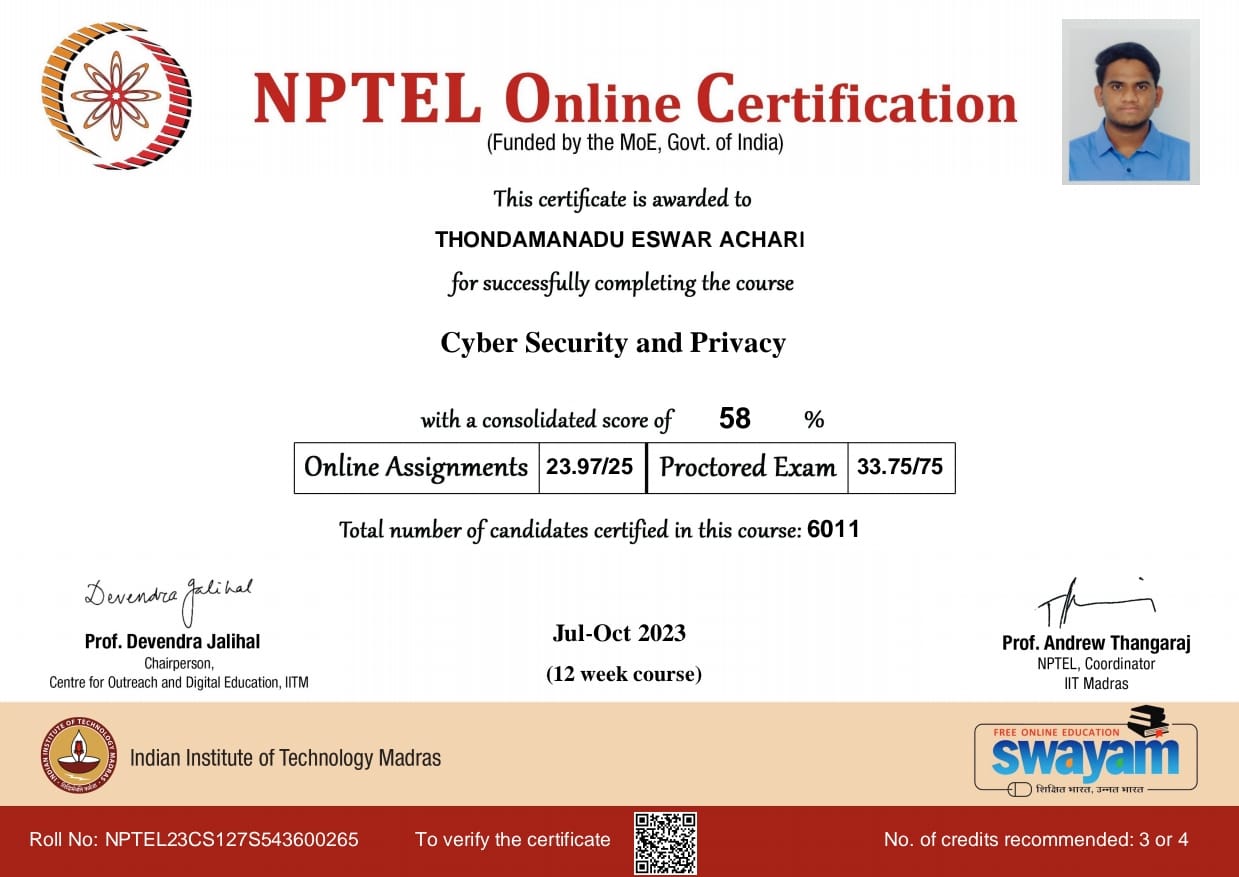 NPTEL Online Certification
(Funded by the MoE, Govt. of India)
This certificate is awarded to
THONDAMANADU ESWAR ACHARI
for successfully completing the course
Cyber Security and Privacy
with a consolidated score of 58 %
Online Assignments 23.97/25 Proctored Exam 33.75/75
Total number of candidates certified in this course: 6011
Devendra Jalihal
Prof. Devendra Jalihal
Chairperson,
Centre for Outreach and Digital Education, IITM
Jul-Oct 2023
(12 week course)
Prof. Andrew Thangaraj
NPTEL, Coordinator
IIT Madras
INDIAN INSTITUTE OF TECHNOLOGY MADRAS
Indian Institute of Technology Madras
FREE ONLINE EDUCATION
swayam
शिक्षित भारत, उन्नत भारत
Roll No: NPTEL23CS127S543600265
To verify the certificate
No. of credits recommended: 3 or 4